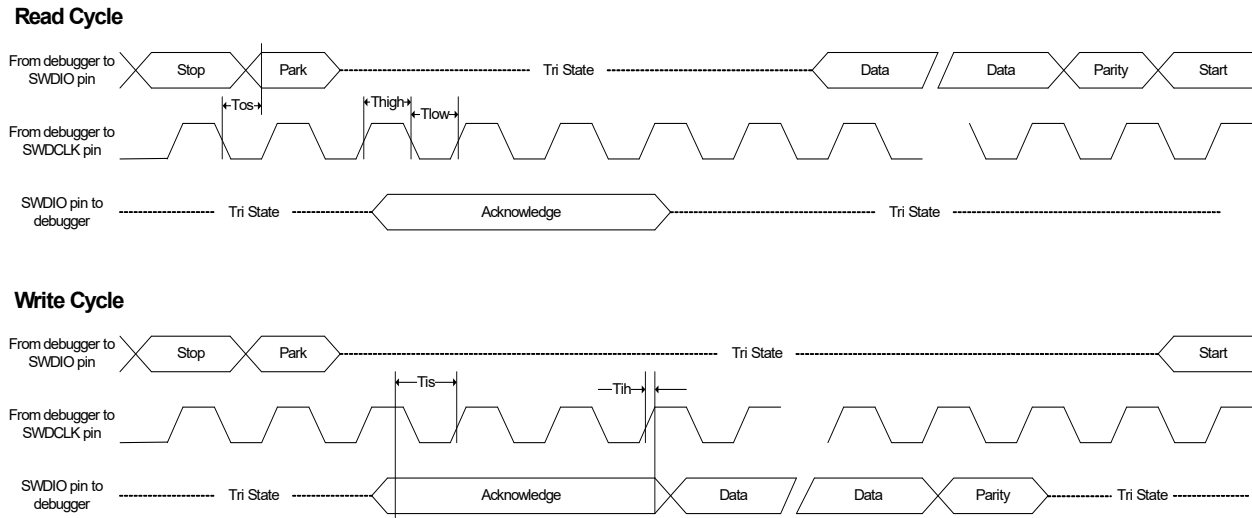 Read Cycle
From debugger to
SWDIO pin
Stop Park Tri State Data Data Parity Start
Tos Thigh Tlow
From debugger to
SWDCLK pin
SWDIO pin to
debugger
Tri State Acknowledge Tri State
Write Cycle
From debugger to
SWDIO pin
Stop Park Tri State Start
Tis Tih
From debugger to
SWDCLK pin
SWDIO pin to
debugger
Tri State Acknowledge Data Data Parity Tri State